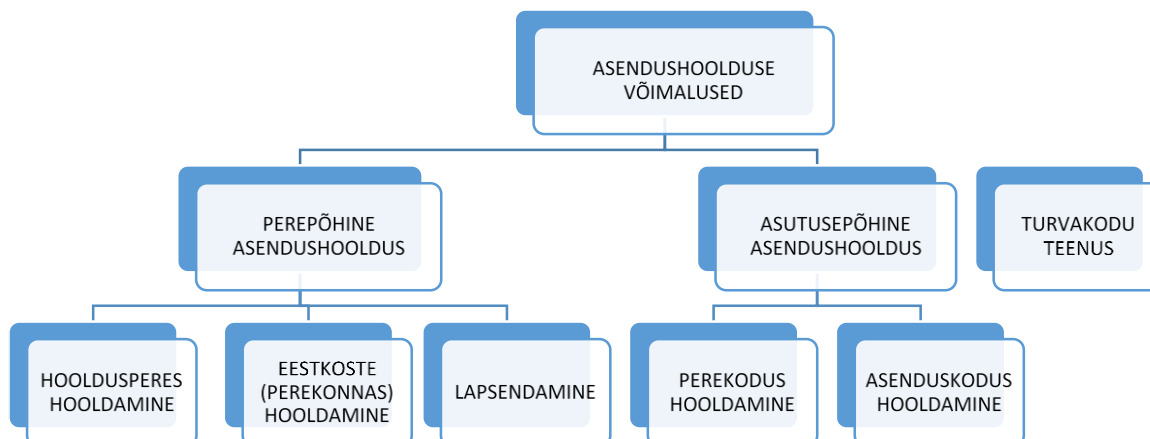 ASENDUSHOOLDUSE
VÕIMALUSED
PEREPÕHINE
ASENDUSHOOLDUS
ASUTUSEPÕHINE
ASENDUSHOOLDUS
TURVAKODU
TEENUS
HOOLDUSPERES
HOOLDAMINE
EESTKOSTE
(PEREKONNAS)
HOOLDAMINE
LAPSENDAMINE
PEREKODUS
HOOLDAMINE
ASENDUSKODUS
HOOLDAMINE